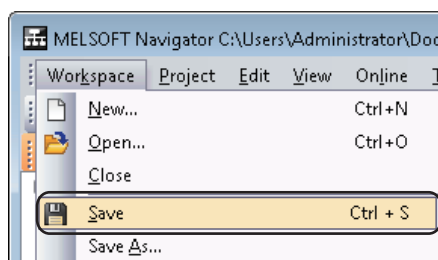 MELSOFT Navigator C:\Users\Administrator\Doc
Workspace Project Edit View Online
New... Ctrl+N
Open... Ctrl+O
Close
Save Ctrl + S
Save As...